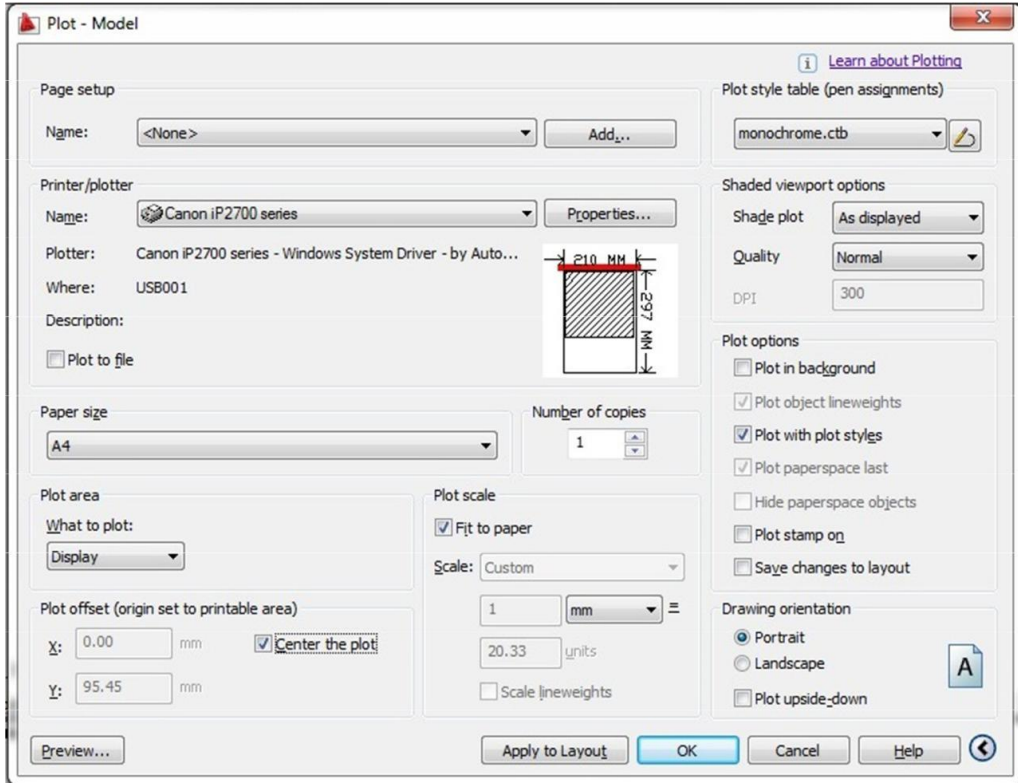 Plot - Model
Learn about Plotting
Page setup
Name: <None> Add...
Plot style table (pen assignments)
monochrome.ctb
Printer/plotter
Name: Canon iP2700 series Properties...
Plotter: Canon iP2700 series - Windows System Driver - by Auto...
Where: USB001
Description:
Plot to file
210 MM
297 MM
Shaded viewport options
Shade plot As displayed
Quality Normal
DPI 300
Paper size
A4
Number of copies
1
Plot options
Plot in background
Plot object lineweights
Plot with plot styles
Plot paperspace last
Hide paperspace objects
Plot stamp on
Save changes to layout
Plot area
What to plot:
Display
Plot scale
Fit to paper
Scale: Custom
1 mm =
20.33 units
Scale lineweights
Plot offset (origin set to printable area)
X: 0.00 mm Center the plot
Y: 95.45 mm
Drawing orientation
Portrait
Landscape
Plot upside-down
A
Preview... Apply to Layout OK Cancel Help